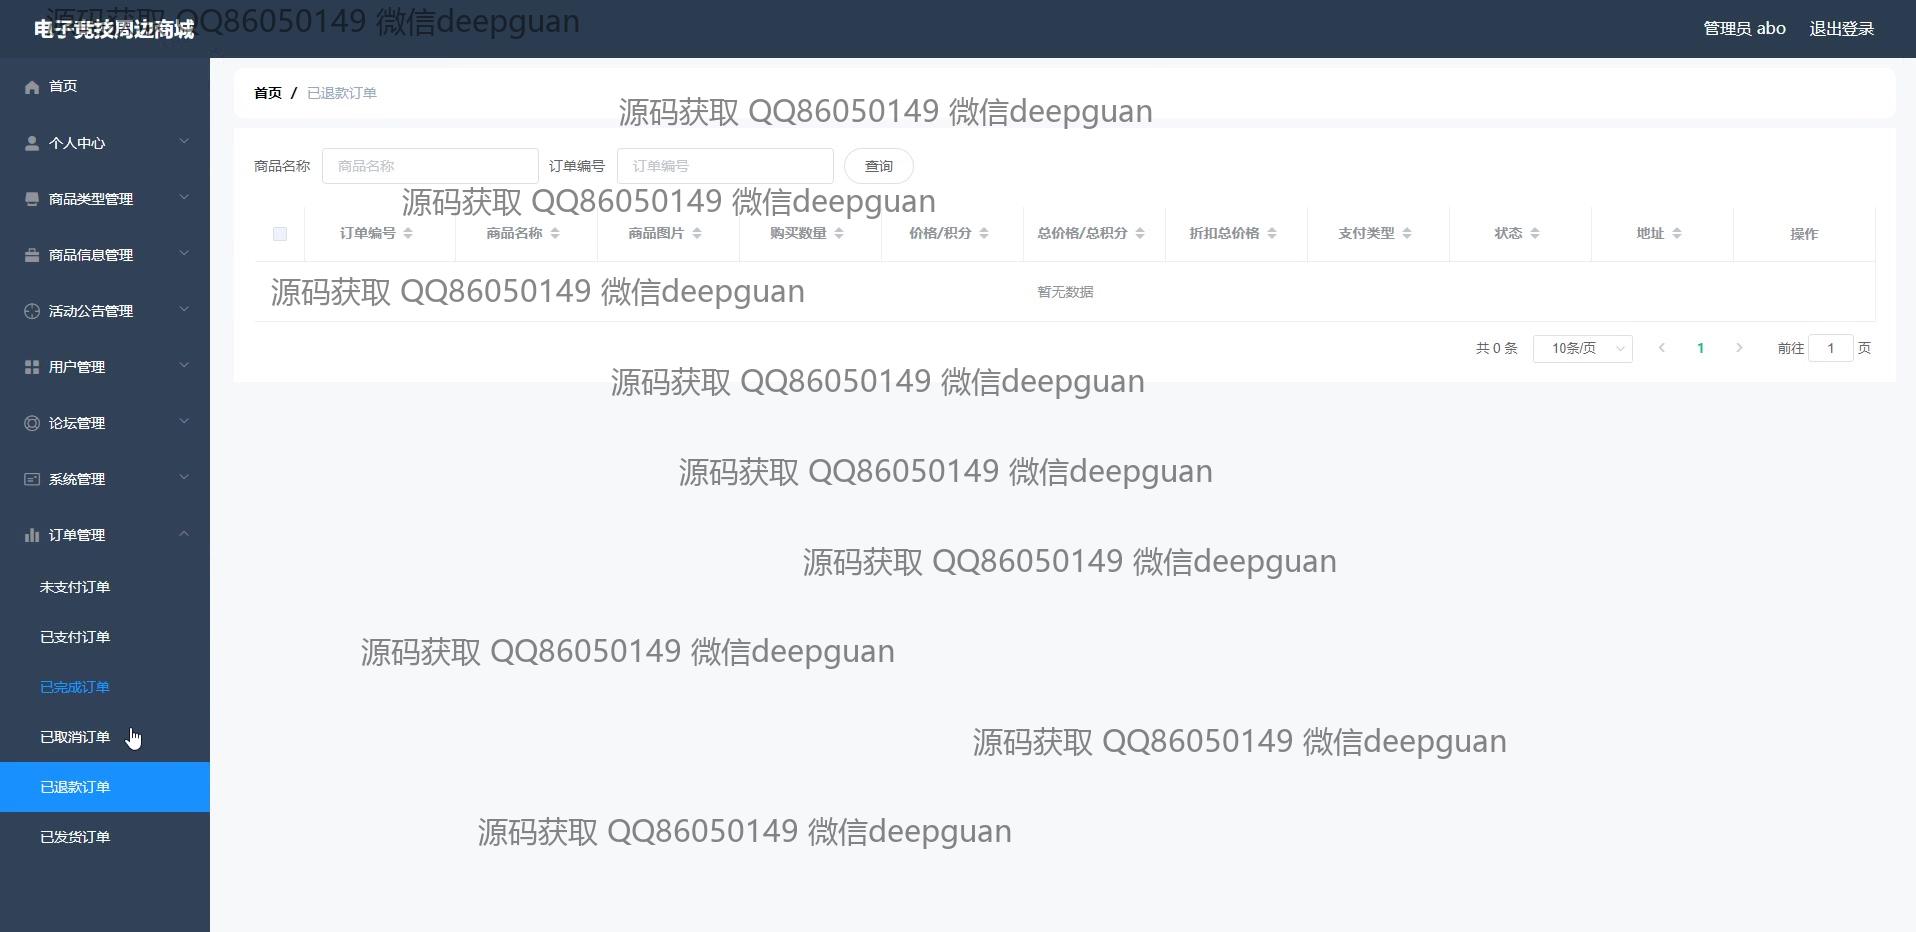 电子竞技周边商城
源码获取 QQ86050149 微信deepguan
管理员 abo 退出登录
首页
个人中心
商品类型管理
商品信息管理
活动公告管理
用户管理
论坛管理
系统管理
订单管理
未支付订单
已支付订单
已完成订单
已取消订单
已退款订单
已发货订单
首页 / 已退款订单
源码获取 QQ86050149 微信deepguan
商品名称 商品名称 订单编号 订单编号 查询
源码获取 QQ86050149 微信deepguan
订单编号 商品名称 商品图片 购买数量 价格/积分 总价格/总积分 折扣总价格 支付类型 状态 地址 操作
源码获取 QQ86050149 微信deepguan
暂无数据
共 0 条 10条/页 1 前往 1 页
源码获取 QQ86050149 微信deepguan
源码获取 QQ86050149 微信deepguan
源码获取 QQ86050149 微信deepguan
源码获取 QQ86050149 微信deepguan
源码获取 QQ86050149 微信deepguan
源码获取 QQ86050149 微信deepguan